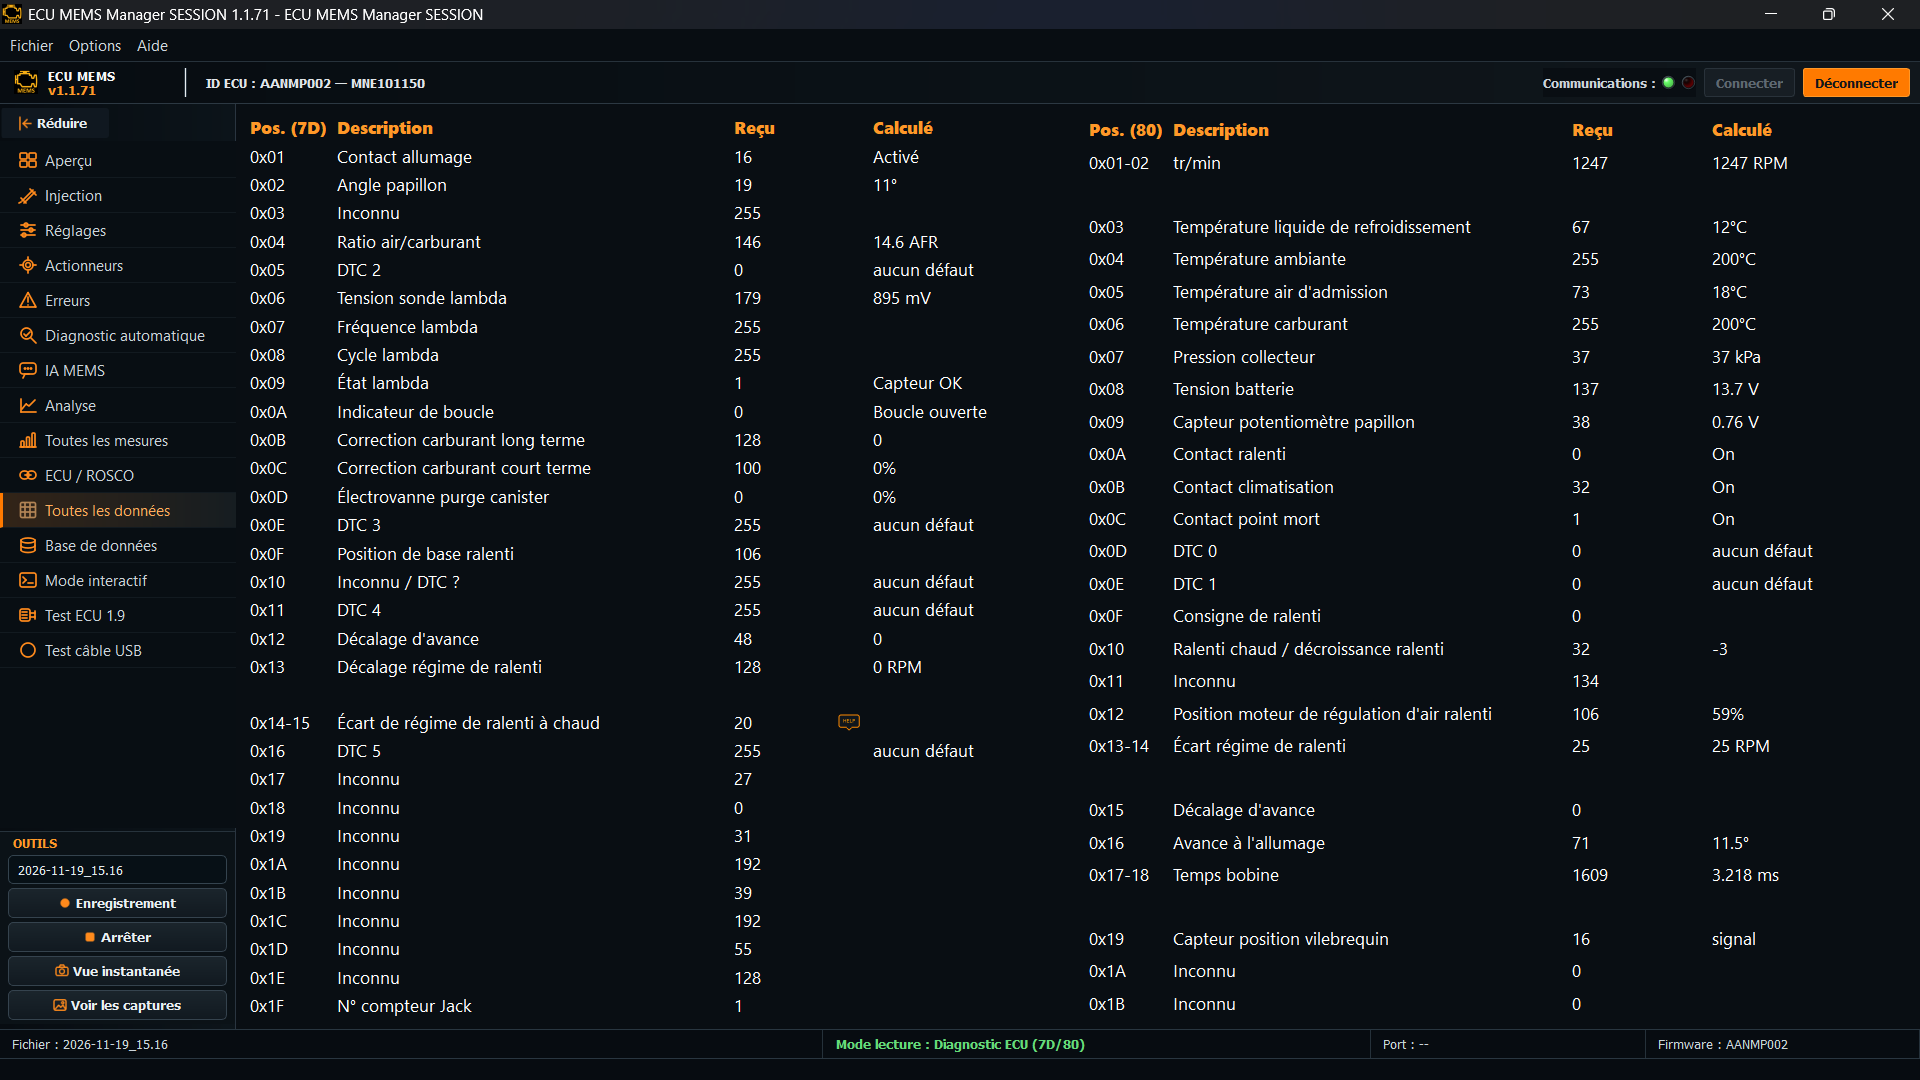 ECU MEMS Manager SESSION 1.1.71 - ECU MEMS Manager SESSION
Fichier Options Aide
ECU MEMS
v1.1.71
ID ECU : AANMP002 — MNE101150
Communications : Connecter Déconnecter
Réduire
Aperçu
Injection
Réglages
Actionneurs
Erreurs
Diagnostic automatique
IA MEMS
Analyse
Toutes les mesures
ECU / ROSCO
Toutes les données
Base de données
Mode interactif
Test ECU 1.9
Test câble USB
OUTILS
2026-11-19_15.16
Enregistrement
Arrêter
Vue instantanée
Voir les captures
Pos. (7D) Description Reçu Calculé
0x01 Contact allumage 16 Activé
0x02 Angle papillon 19 11°
0x03 Inconnu 255
0x04 Ratio air/carburant 146 14.6 AFR
0x05 DTC 2 0 aucun défaut
0x06 Tension sonde lambda 179 895 mV
0x07 Fréquence lambda 255
0x08 Cycle lambda 255
0x09 État lambda 1 Capteur OK
0x0A Indicateur de boucle 0 Boucle ouverte
0x0B Correction carburant long terme 128 0
0x0C Correction carburant court terme 100 0%
0x0D Électrovanne purge canister 0 0%
0x0E DTC 3 255 aucun défaut
0x0F Position de base ralenti 106
0x10 Inconnu / DTC ? 255 aucun défaut
0x11 DTC 4 255 aucun défaut
0x12 Décalage d'avance 48 0
0x13 Décalage régime de ralenti 128 0 RPM
0x14-15 Écart de régime de ralenti à chaud 20 HELP
0x16 DTC 5 255 aucun défaut
0x17 Inconnu 27
0x18 Inconnu 0
0x19 Inconnu 31
0x1A Inconnu 192
0x1B Inconnu 39
0x1C Inconnu 192
0x1D Inconnu 55
0x1E Inconnu 128
0x1F N° compteur Jack 1
Pos. (80) Description Reçu Calculé
0x01-02 tr/min 1247 1247 RPM
0x03 Température liquide de refroidissement 67 12°C
0x04 Température ambiante 255 200°C
0x05 Température air d'admission 73 18°C
0x06 Température carburant 255 200°C
0x07 Pression collecteur 37 37 kPa
0x08 Tension batterie 137 13.7 V
0x09 Capteur potentiomètre papillon 38 0.76 V
0x0A Contact ralenti 0 On
0x0B Contact climatisation 32 On
0x0C Contact point mort 1 On
0x0D DTC 0 0 aucun défaut
0x0E DTC 1 0 aucun défaut
0x0F Consigne de ralenti 0
0x10 Ralenti chaud / décroissance ralenti 32 -3
0x11 Inconnu 134
0x12 Position moteur de régulation d'air ralenti 106 59%
0x13-14 Écart régime de ralenti 25 25 RPM
0x15 Décalage d'avance 0
0x16 Avance à l'allumage 71 11.5°
0x17-18 Temps bobine 1609 3.218 ms
0x19 Capteur position vilebrequin 16 signal
0x1A Inconnu 0
0x1B Inconnu 0
Fichier : 2026-11-19_15.16
Mode lecture : Diagnostic ECU (7D/80)
Port : --
Firmware : AANMP002